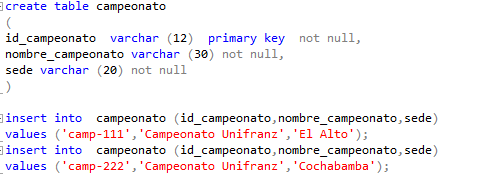 create table campeonato
(
id_campeonato  varchar (12)  primary key  not null,
nombre_campeonato varchar (30) not null,
sede varchar (20) not null
)
insert into  campeonato (id_campeonato,nombre_campeonato,sede)
values ('camp-111','Campeonato Unifranz','El Alto');
insert into  campeonato (id_campeonato,nombre_campeonato,sede)
values ('camp-222','Campeonato Unifranz','Cochabamba');